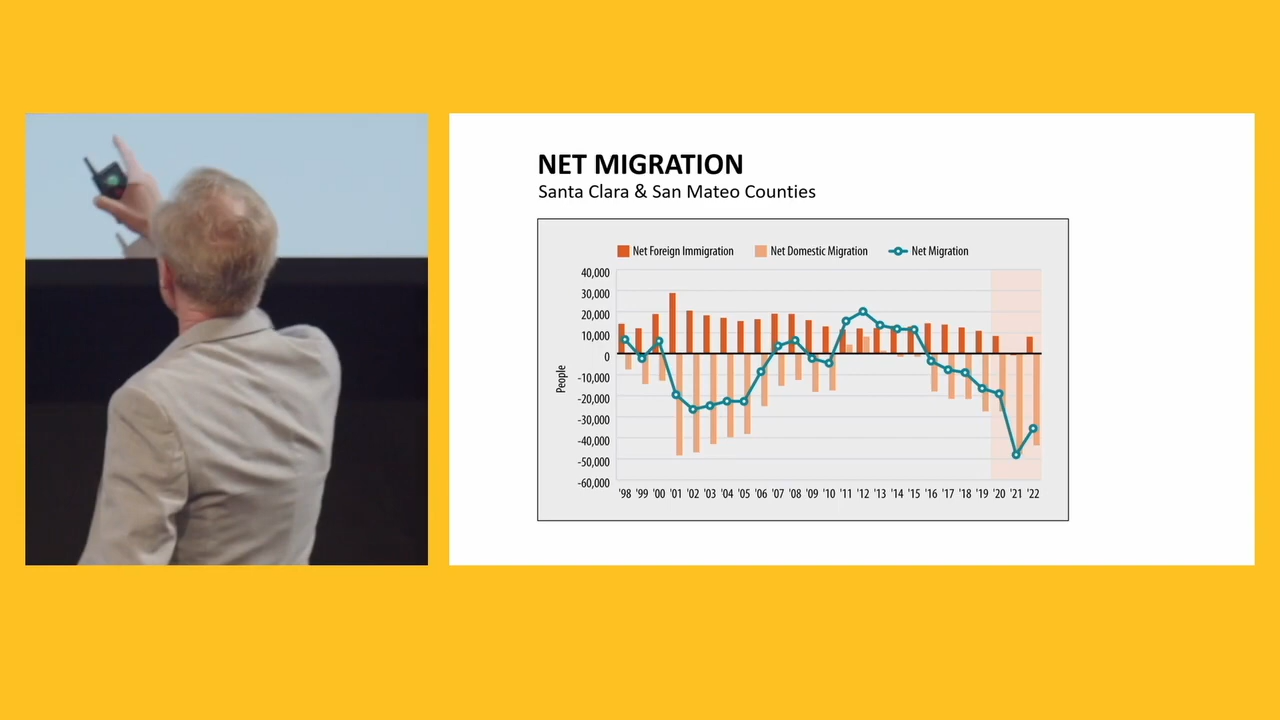 NET MIGRATION
Santa Clara & San Mateo Counties
Net Foreign Immigration Net Domestic Migration Net Migration
40,000
30,000
20,000
10,000
0
-10,000
-20,000
-30,000
-40,000
-50,000
-60,000
People
'98 '99 '00 '01 '02 '03 '04 '05 '06 '07 '08 '09 '10 '11 '12 '13 '14 '15 '16 '17 '18 '19 '20 '21 '22